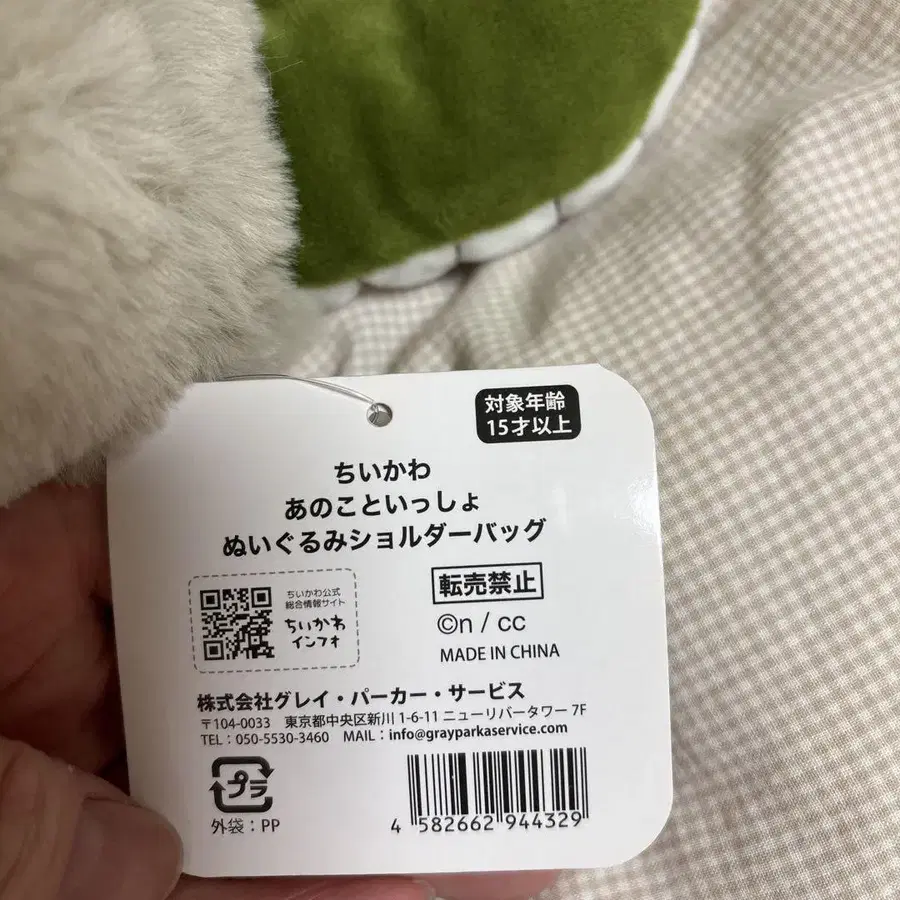 対象年齢
15才以上
ちいかわ
あのこといっしょ
ぬいぐるみショルダーバッグ
ちいかわ公式
総合情報サイト
ちいかわ
インフォ
転売禁止
©n / cc
MADE IN CHINA
株式会社グレイ・パーカー・サービス
〒104-0033 東京都中央区新川 1-6-11 ニューリバータワー 7F
TEL：050-5530-3460 MAIL：info@grayparkaservice.com
プラ
外袋：PP
4 582662 944329